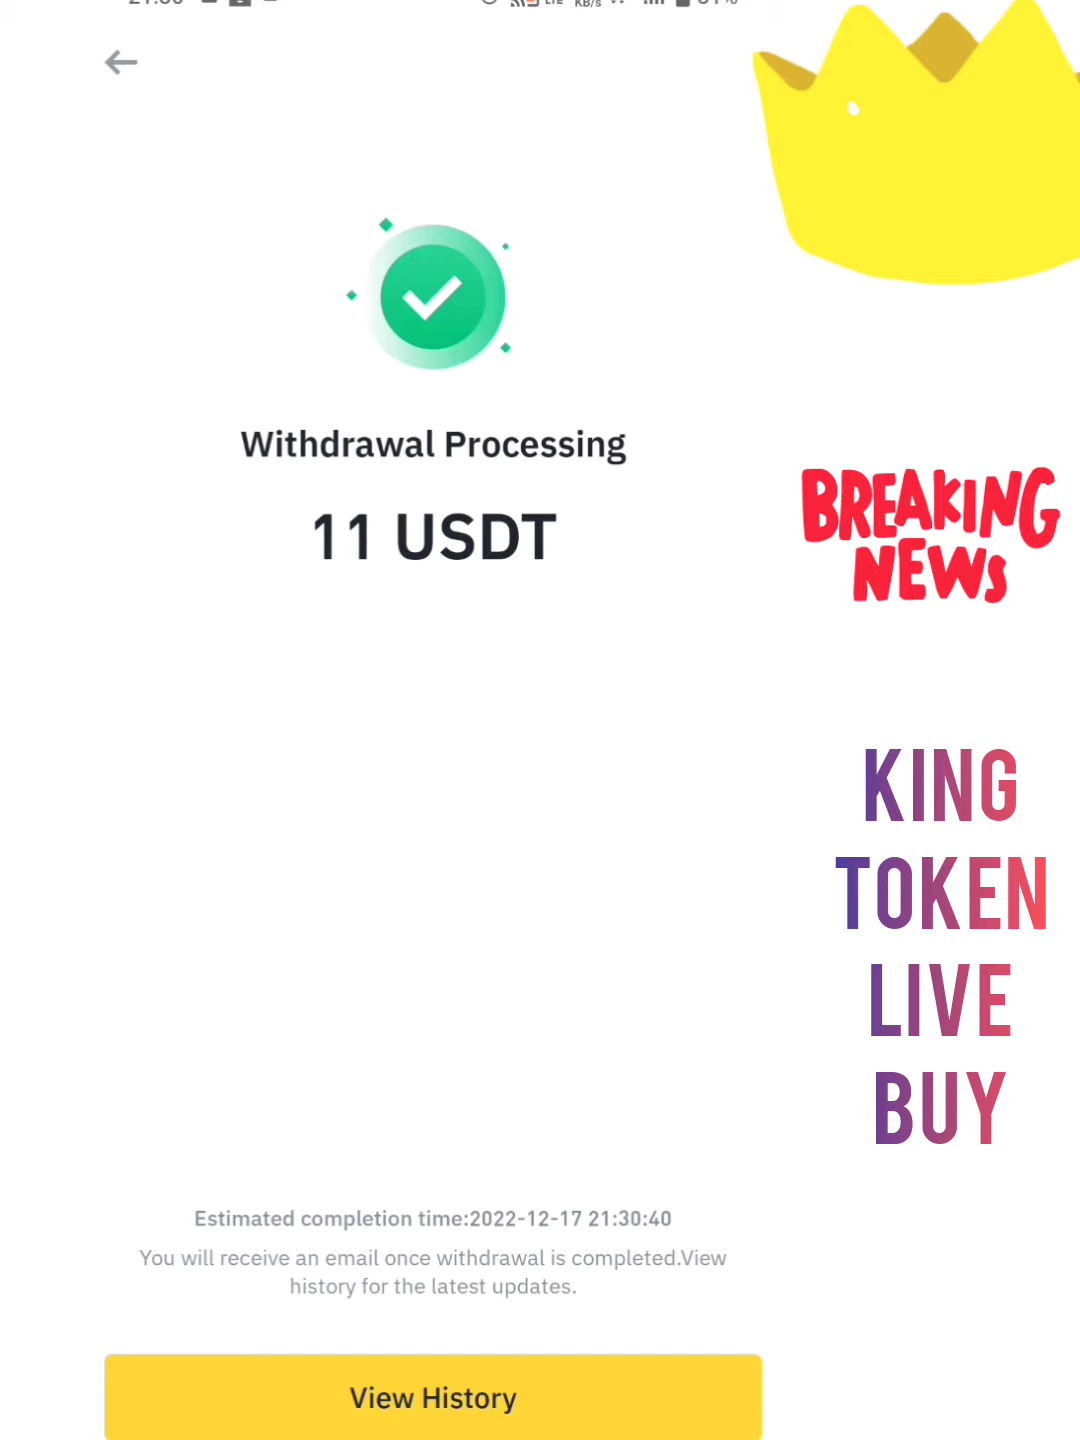 Withdrawal Processing
11 USDT
BREAKING
NEWS
KING
TOKEN
LIVE
BUY
Estimated completion time:2022-12-17 21:30:40
You will receive an email once withdrawal is completed.View
history for the latest updates.
View History